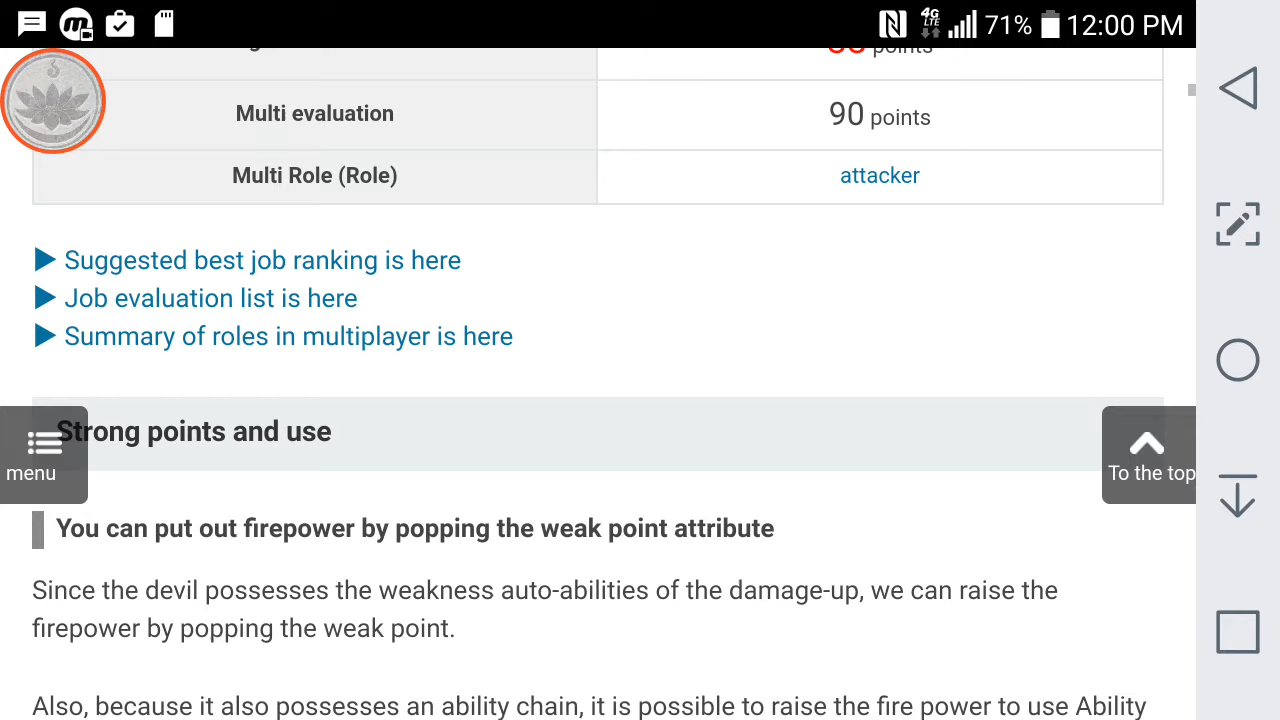 4G LTE 71% 12:00 PM
points
Multi evaluation 90 points
Multi Role (Role) attacker
Suggested best job ranking is here
Job evaluation list is here
Summary of roles in multiplayer is here
Strong points and use
menu
To the top
You can put out firepower by popping the weak point attribute
Since the devil possesses the weakness auto-abilities of the damage-up, we can raise the
firepower by popping the weak point.
Also, because it also possesses an ability chain, it is possible to raise the fire power to use Ability